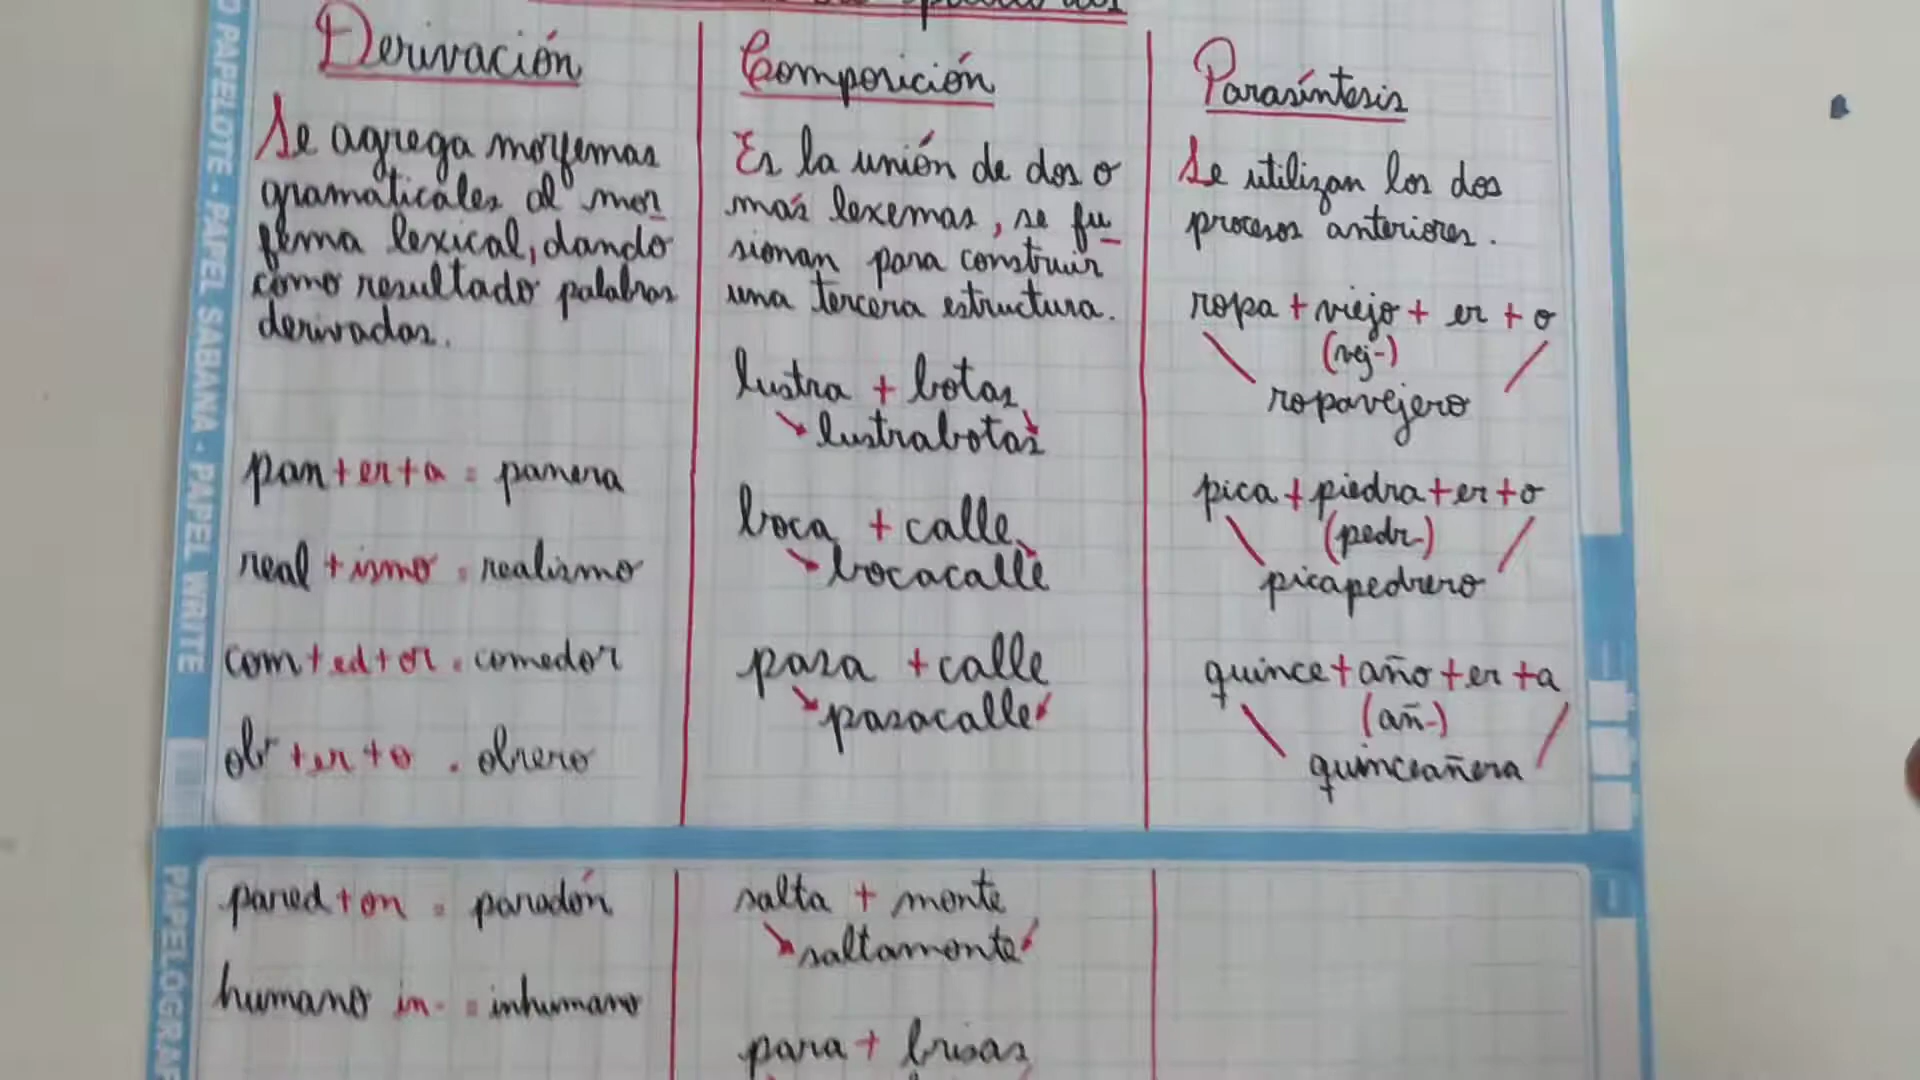 Derivación
Se agrega morfemas
gramaticales al mor
fema lexical, dando
como resultado palabras
derivadas.
pan + er + a = panera
real + ismo = realismo
com + ed + or = comedor
obr + er + o = obrero
pared + on = paredón
humano in- = inhumano
Composición
Es la unión de dos o
más lexemas, se fu
sionan para construir
una tercera estructura.
lustra + botas
lustrabotas
boca + calle
bocacalle
pasa + calle
pasacalle
salta + monte
saltamonte
para + brisas
Parasíntesis
Se utilizan los dos
procesos anteriores.
ropa + viejo + er + o
(vej-)
ropavejero
pica + piedra + er + o
(pedr-)
picapedrero
quince + año + er + a
(añ-)
quinceañera
PAPELOTE - PAPEL SABANA - PAPEL WRITE